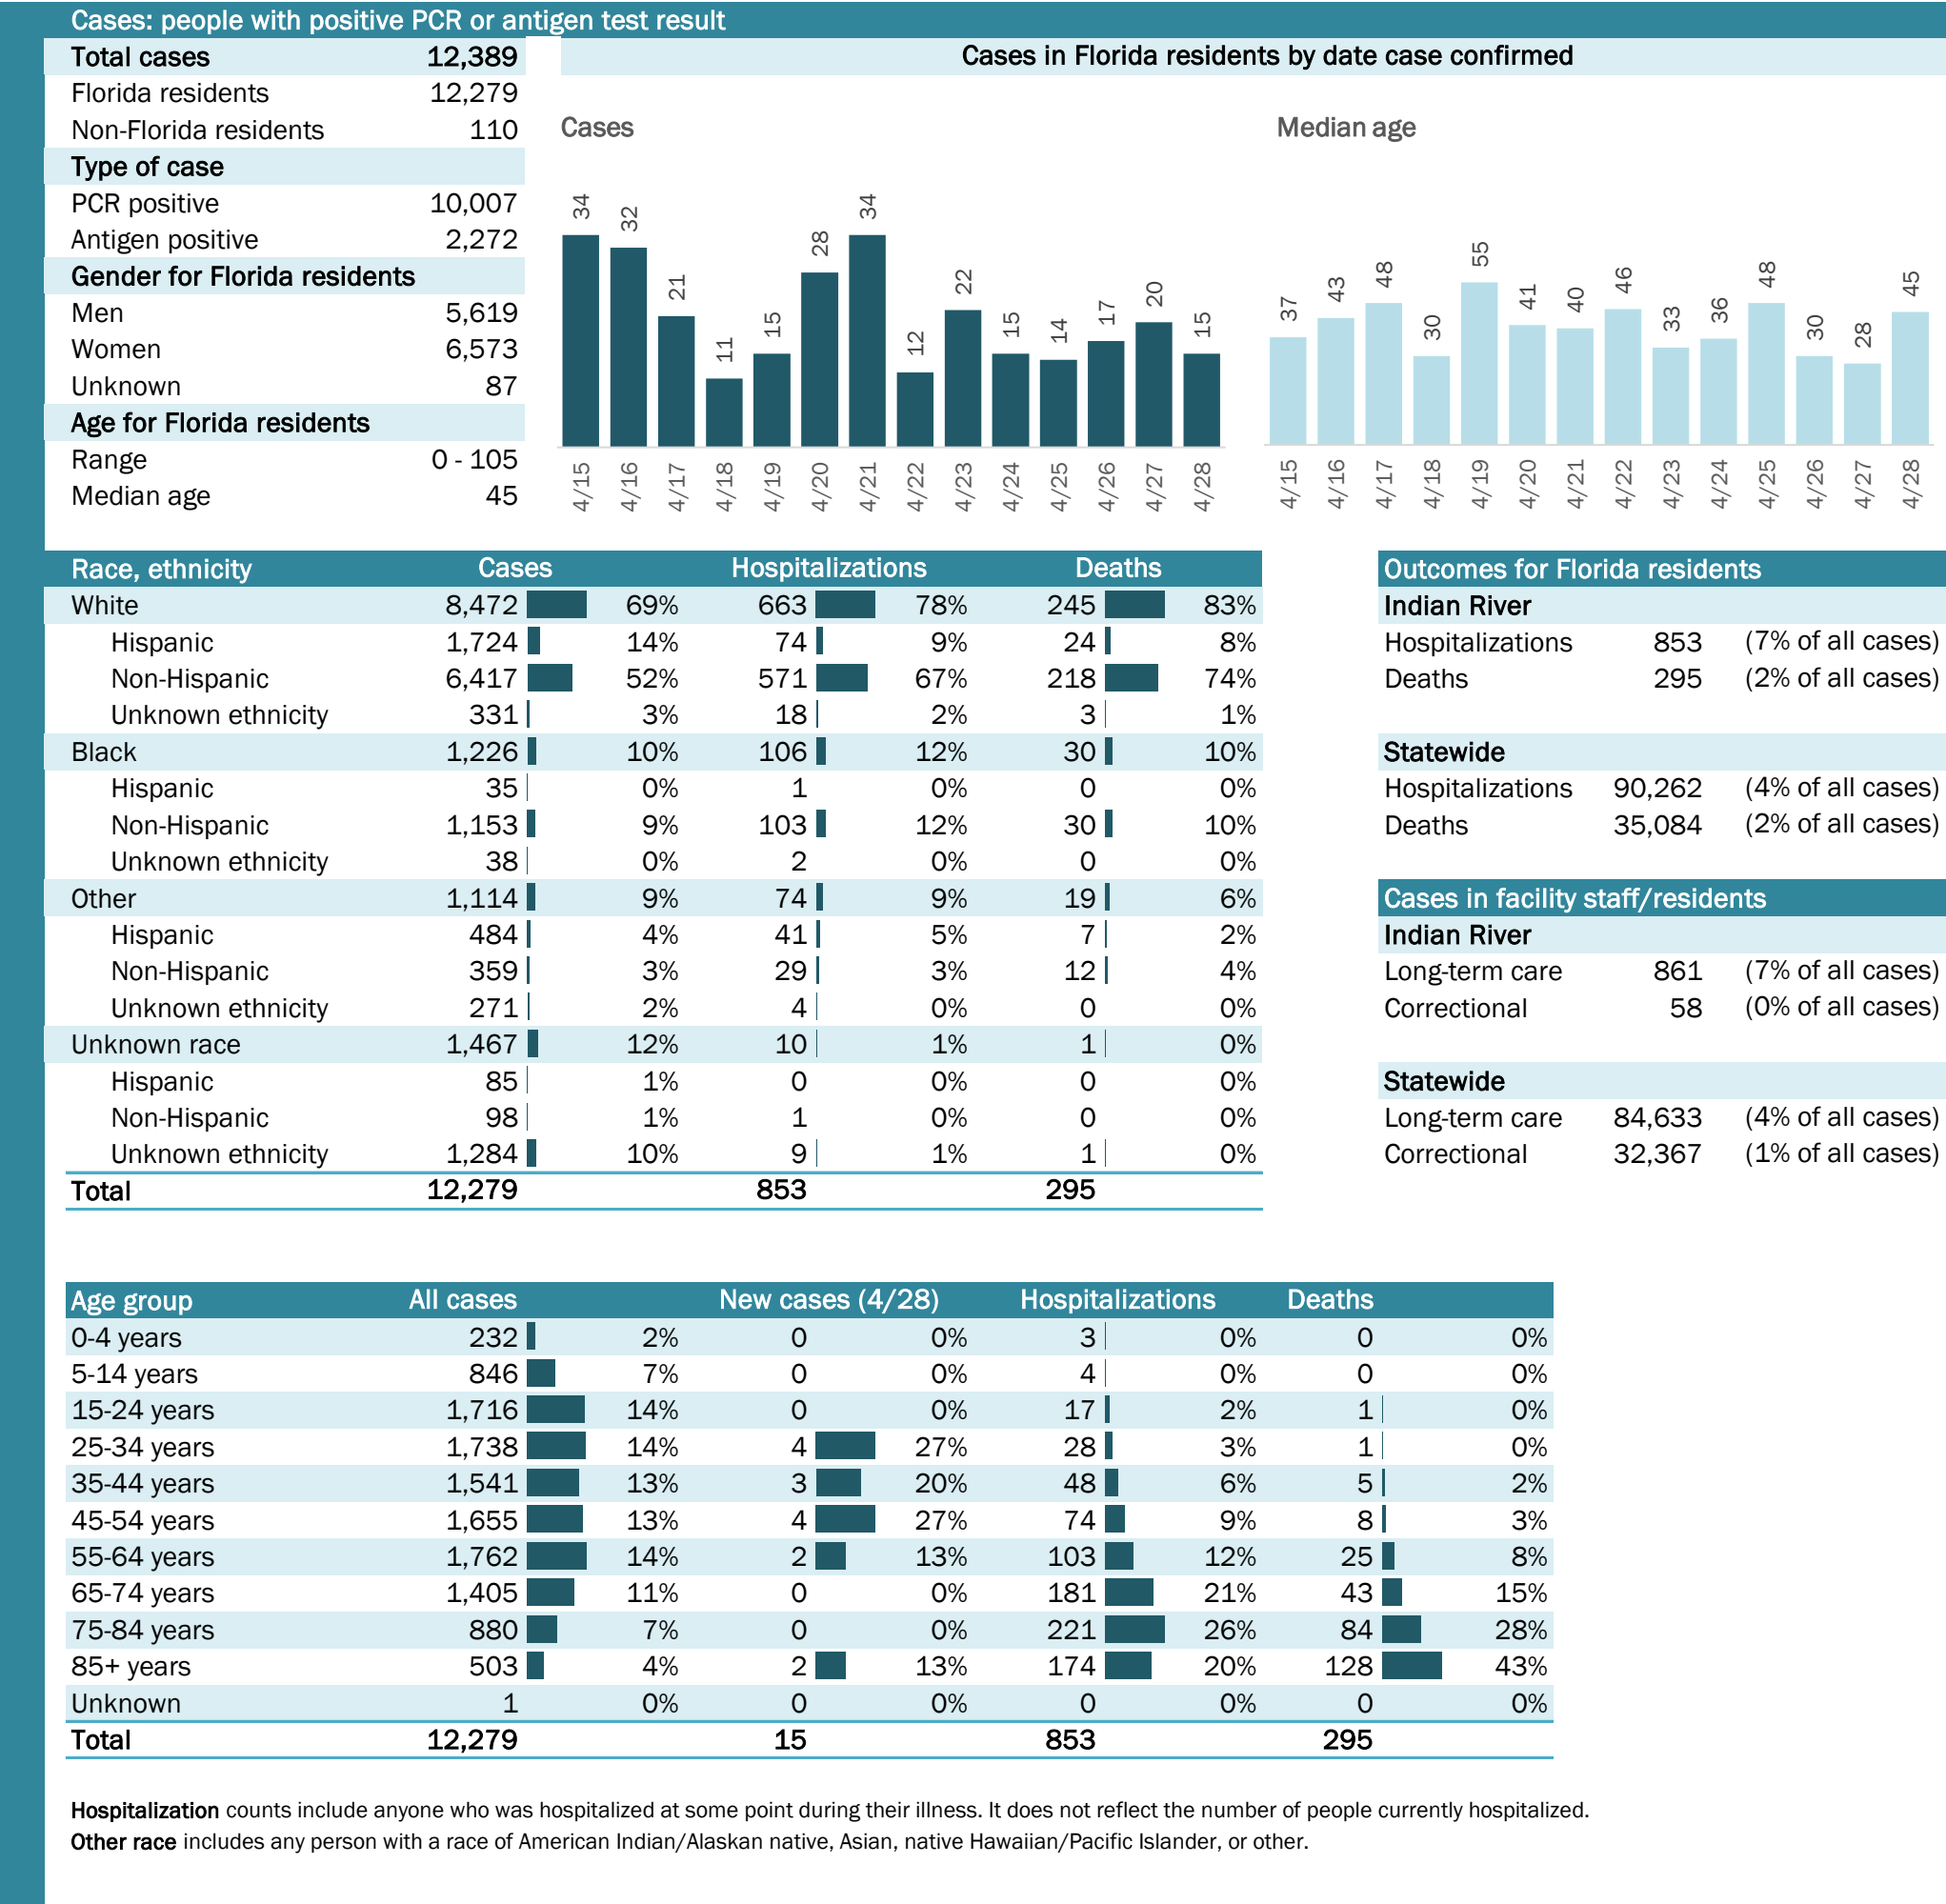 Cases: people with positive PCR or antigen test result
Total cases 12,389
Florida residents 12,279
Non-Florida residents 110
Type of case
PCR positive 10,007
Antigen positive 2,272
Gender for Florida residents
Men 5,619
Women 6,573
Unknown 87
Age for Florida residents
Range 0 - 105
Median age 45
Cases in Florida residents by date case confirmed
Cases
34 32 21 11 15 28 34 12 22 15 14 17 20 15
4/15 4/16 4/17 4/18 4/19 4/20 4/21 4/22 4/23 4/24 4/25 4/26 4/27 4/28
Median age
37 43 48 30 55 41 40 46 33 36 48 30 28 45
4/15 4/16 4/17 4/18 4/19 4/20 4/21 4/22 4/23 4/24 4/25 4/26 4/27 4/28
Race, ethnicity Cases Hospitalizations Deaths
White 8,472 69% 663 78% 245 83%
Hispanic 1,724 14% 74 9% 24 8%
Non-Hispanic 6,417 52% 571 67% 218 74%
Unknown ethnicity 331 3% 18 2% 3 1%
Black 1,226 10% 106 12% 30 10%
Hispanic 35 0% 1 0% 0 0%
Non-Hispanic 1,153 9% 103 12% 30 10%
Unknown ethnicity 38 0% 2 0% 0 0%
Other 1,114 9% 74 9% 19 6%
Hispanic 484 4% 41 5% 7 2%
Non-Hispanic 359 3% 29 3% 12 4%
Unknown ethnicity 271 2% 4 0% 0 0%
Unknown race 1,467 12% 10 1% 1 0%
Hispanic 85 1% 0 0% 0 0%
Non-Hispanic 98 1% 1 0% 0 0%
Unknown ethnicity 1,284 10% 9 1% 1 0%
Total 12,279 853 295
Outcomes for Florida residents
Indian River
Hospitalizations 853 (7% of all cases)
Deaths 295 (2% of all cases)
Statewide
Hospitalizations 90,262 (4% of all cases)
Deaths 35,084 (2% of all cases)
Cases in facility staff/residents
Indian River
Long-term care 861 (7% of all cases)
Correctional 58 (0% of all cases)
Statewide
Long-term care 84,633 (4% of all cases)
Correctional 32,367 (1% of all cases)
Age group All cases New cases (4/28) Hospitalizations Deaths
0-4 years 232 2% 0 0% 3 0% 0 0%
5-14 years 846 7% 0 0% 4 0% 0 0%
15-24 years 1,716 14% 0 0% 17 2% 1 0%
25-34 years 1,738 14% 4 27% 28 3% 1 0%
35-44 years 1,541 13% 3 20% 48 6% 5 2%
45-54 years 1,655 13% 4 27% 74 9% 8 3%
55-64 years 1,762 14% 2 13% 103 12% 25 8%
65-74 years 1,405 11% 0 0% 181 21% 43 15%
75-84 years 880 7% 0 0% 221 26% 84 28%
85+ years 503 4% 2 13% 174 20% 128 43%
Unknown 1 0% 0 0% 0 0% 0 0%
Total 12,279 15 853 295
Hospitalization counts include anyone who was hospitalized at some point during their illness. It does not reflect the number of people currently hospitalized.
Other race includes any person with a race of American Indian/Alaskan native, Asian, native Hawaiian/Pacific Islander, or other.